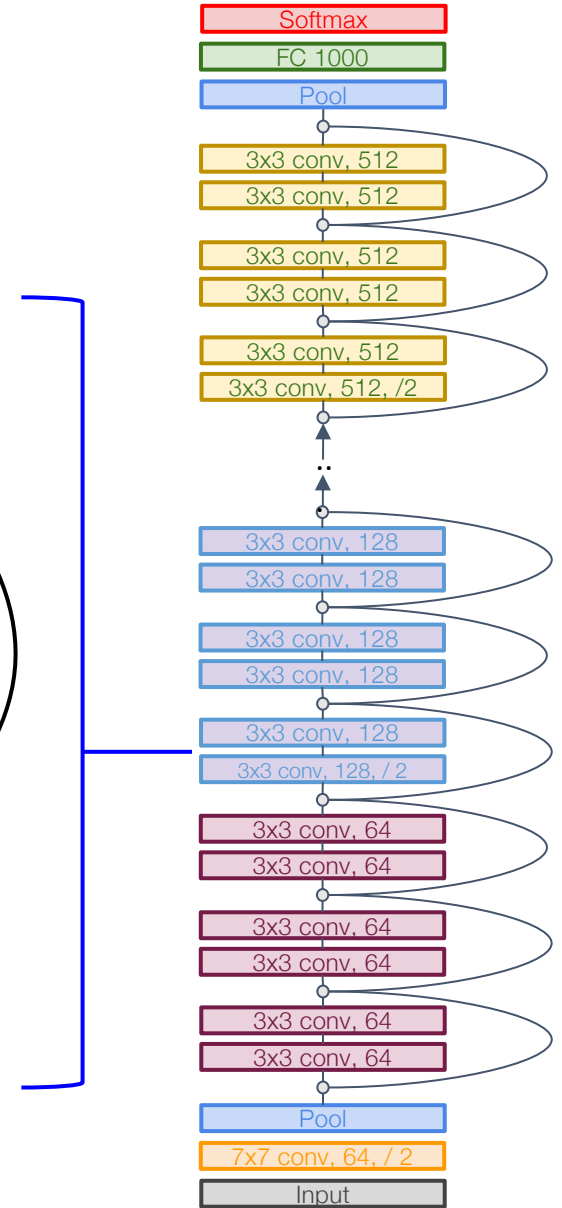 Softmax
FC 1000
Pool
3x3 conv, 512
3x3 conv, 512
3x3 conv, 512
3x3 conv, 512
3x3 conv, 512
3x3 conv, 512, /2
..
.
3x3 conv, 128
3x3 conv, 128
3x3 conv, 128
3x3 conv, 128
3x3 conv, 128
3x3 conv, 128, / 2
3x3 conv, 64
3x3 conv, 64
3x3 conv, 64
3x3 conv, 64
3x3 conv, 64
3x3 conv, 64
Pool
7x7 conv, 64, / 2
Input